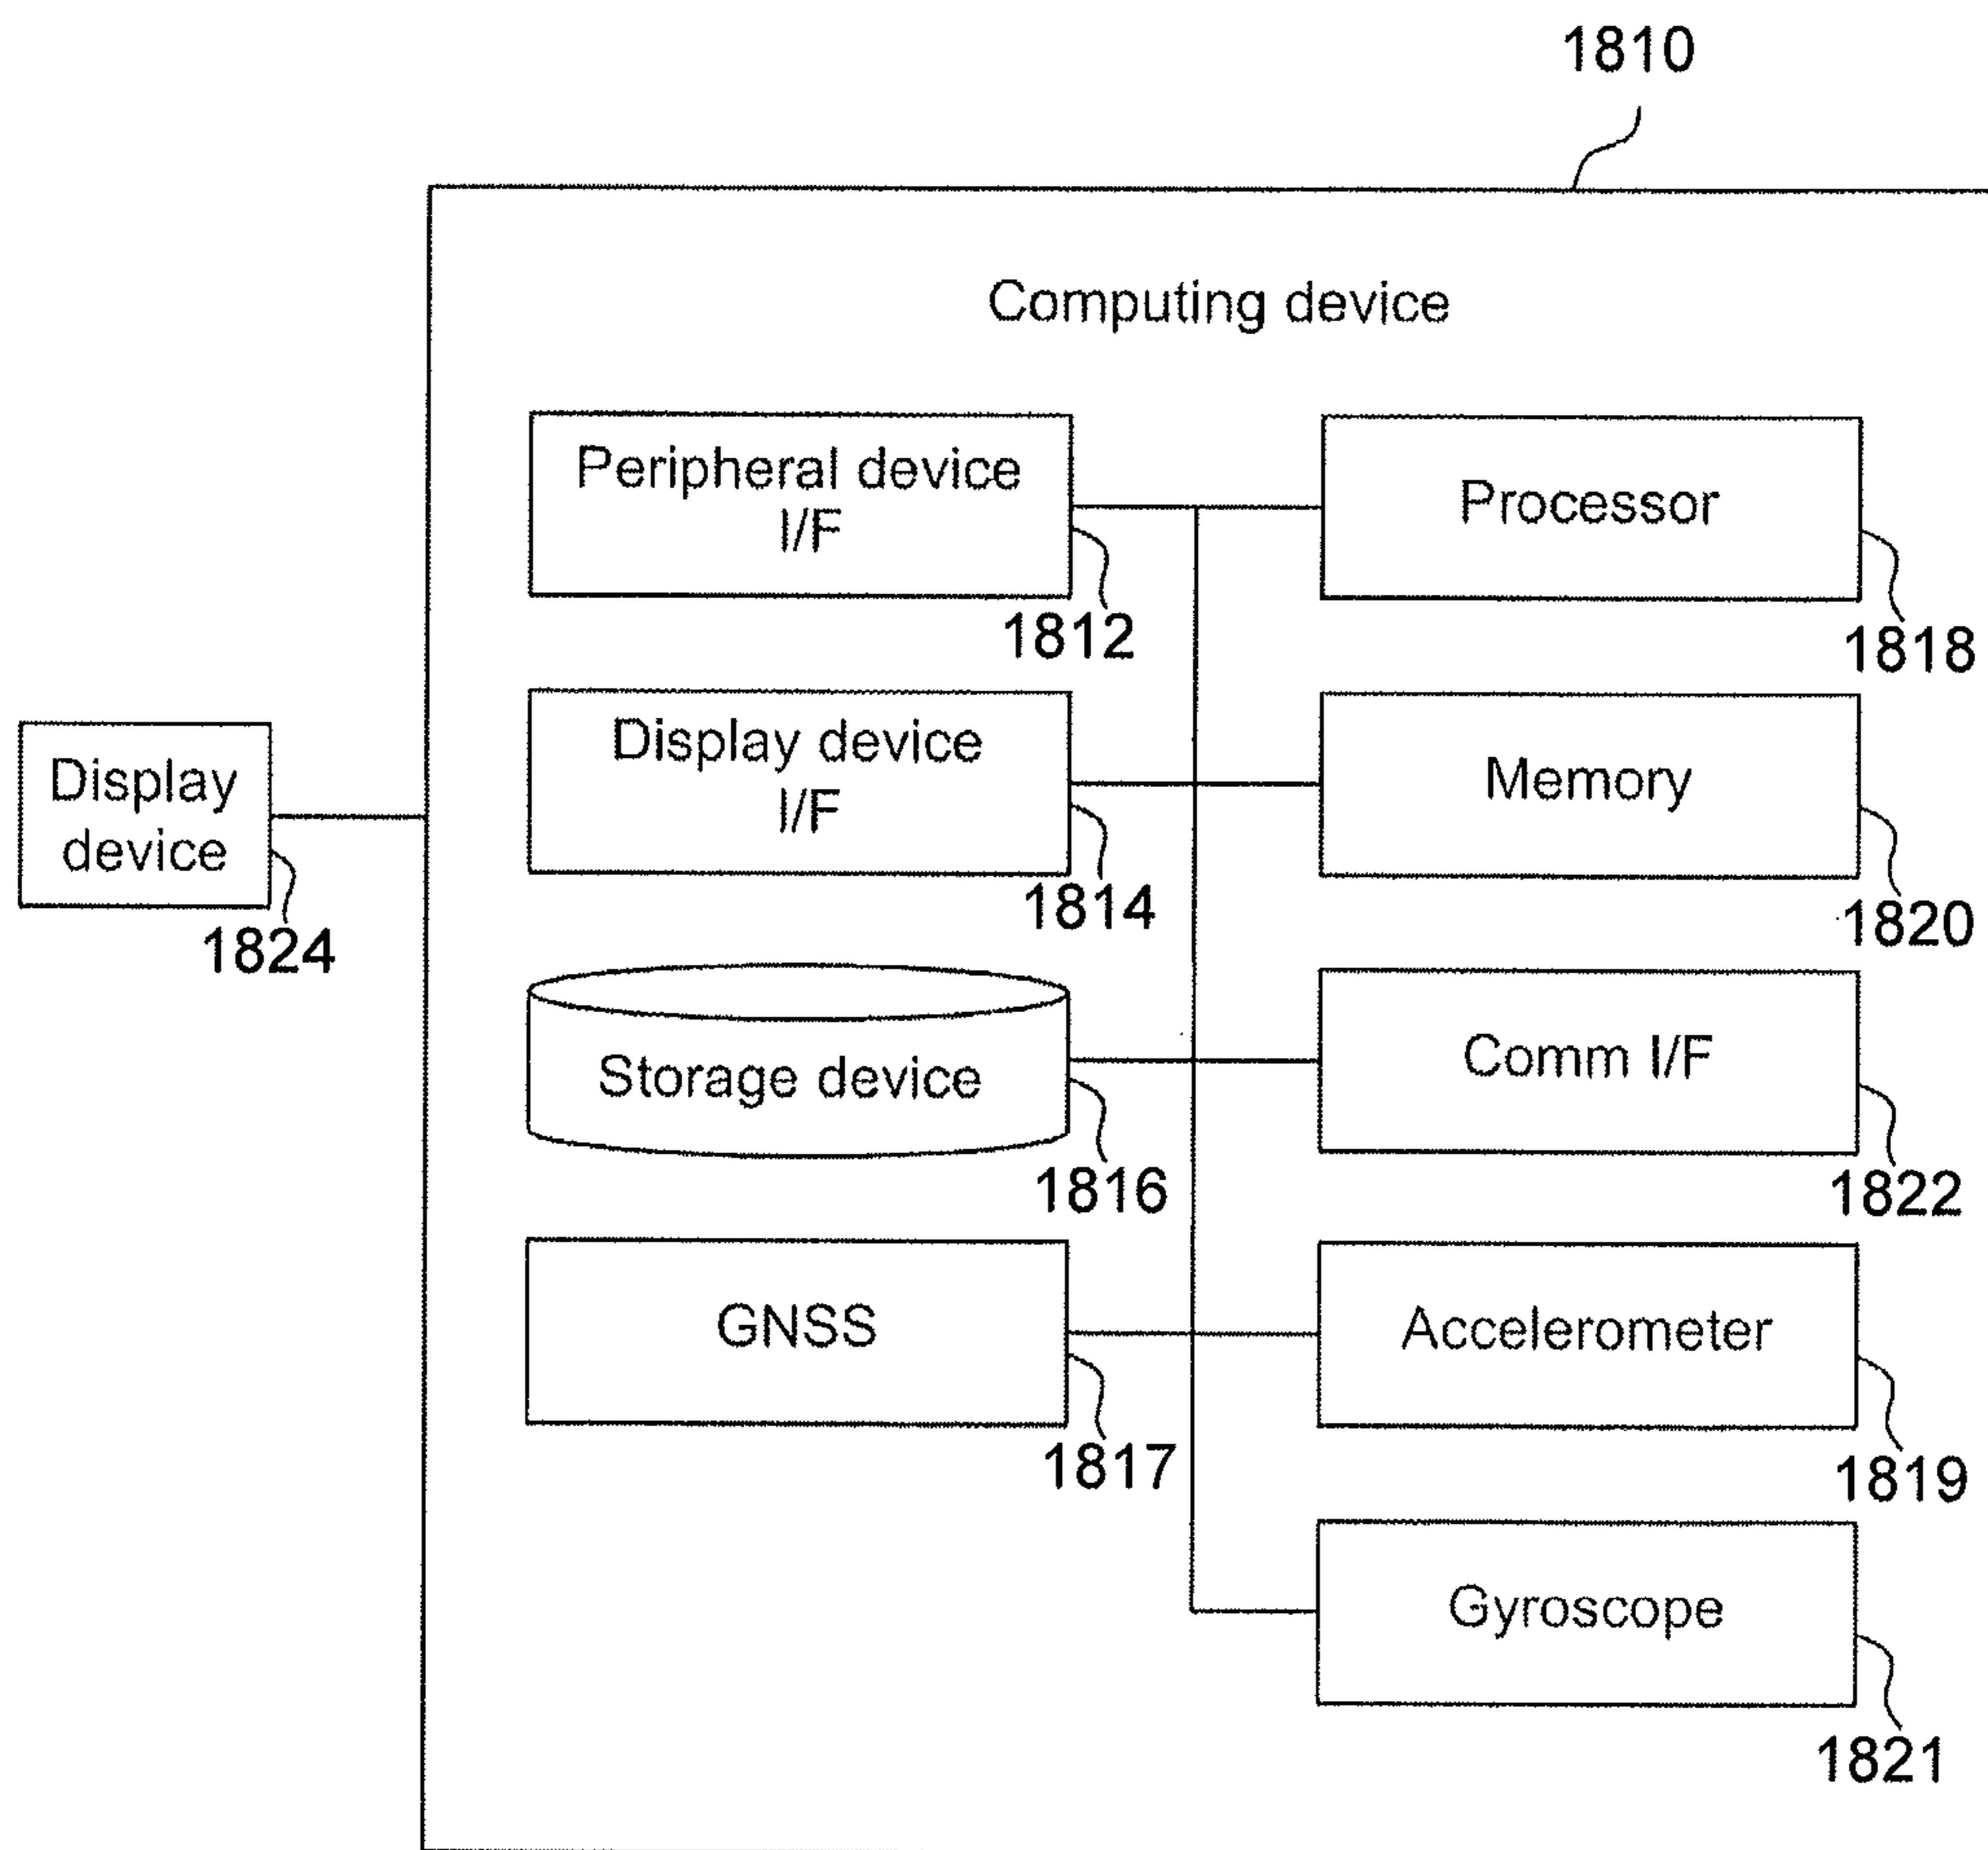 1810
Computing device
Peripheral device
I/F
1812
Processor
1818
Display device
I/F
1814
Memory
1820
Display
device
1824
Storage device
1816
Comm I/F
1822
GNSS
1817
Accelerometer
1819
Gyroscope
1821